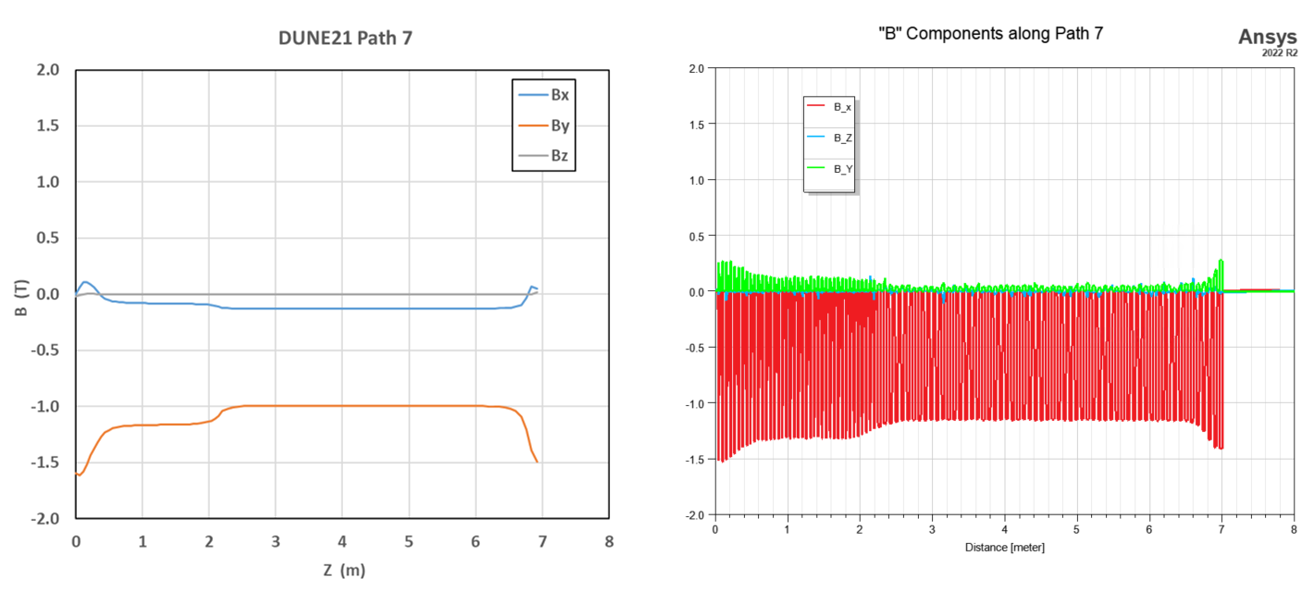 DUNE21 Path 7
2.0
1.5
1.0
0.5
0.0
-0.5
-1.0
-1.5
-2.0
B (T)
Bx
By
Bz
0 1 2 3 4 5 6 7 8
Z (m)
"B" Components along Path 7
Ansys
2022 R2
2.0
1.5
1.0
0.5
0.0
-0.5
-1.0
-1.5
-2.0
B_x
B_Z
B_Y
0 1 2 3 4 5 6 7 8
Distance [meter]